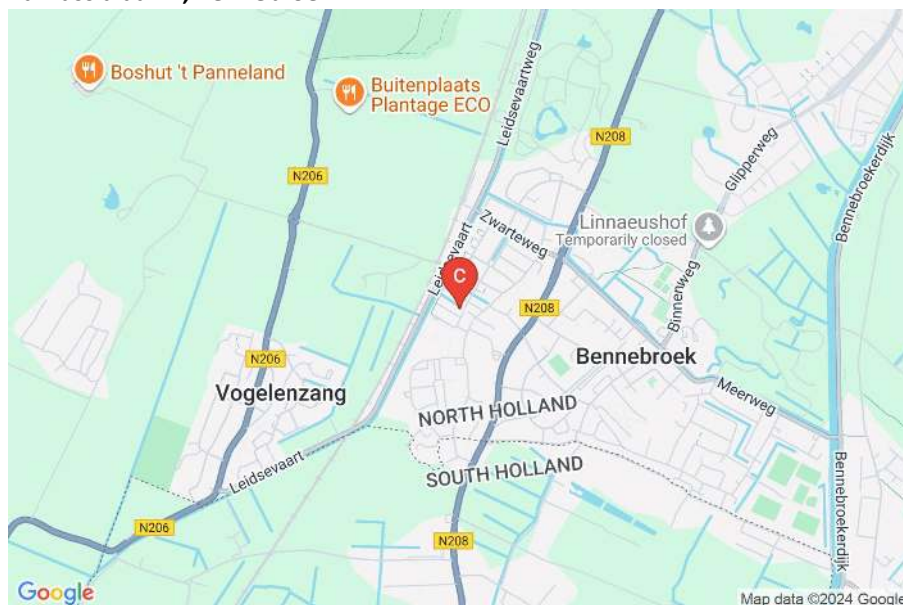 Boshut 't Panneland
Buitenplaats
Plantage ECO
Leidsevaartweg
N208
Glipperweg
Bennebroekerdijk
N206
Zwarteweg
Linnaeushof
Temporarily closed
Leidsevaart
C
Binnenweg
N208
Bennebroek
N206
Vogelenzang
Meerweg
NORTH HOLLAND
SOUTH HOLLAND
Leidsevaart
Bennebroekerdijk
N206
N208
Google
Map data ©2024 Google